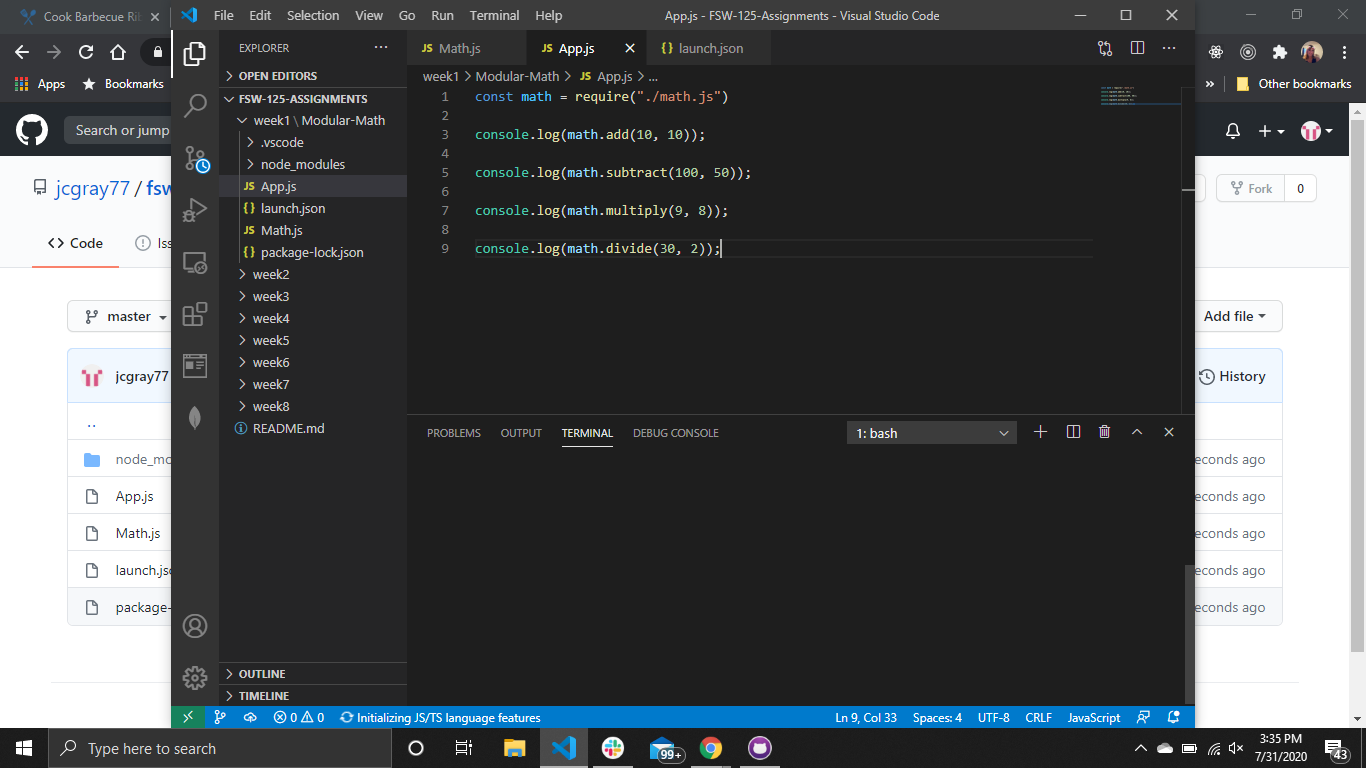 Cook Barbecue Ri
File Edit Selection View Go Run Terminal Help
App.js - FSW-125-Assignments - Visual Studio Code
Apps Bookmarks
Other bookmarks
Search or jump
jcgray77 / fsw
Fork 0
Code
Iss
master
Add file
jcgray77
History
..
node_mo
econds ago
App.js
econds ago
Math.js
econds ago
launch.jso
econds ago
package-
econds ago
EXPLORER
OPEN EDITORS
FSW-125-ASSIGNMENTS
week1 \ Modular-Math
.vscode
node_modules
JS App.js
{} launch.json
JS Math.js
{} package-lock.json
week2
week3
week4
week5
week6
week7
week8
README.md
OUTLINE
TIMELINE
JS Math.js
JS App.js
{} launch.json
week1 > Modular-Math > JS App.js > ...
1 const math = require("./math.js")
2
3 console.log(math.add(10, 10));
4
5 console.log(math.subtract(100, 50));
6
7 console.log(math.multiply(9, 8));
8
9 console.log(math.divide(30, 2));
PROBLEMS OUTPUT TERMINAL DEBUG CONSOLE
1: bash
0 0 Initializing JS/TS language features
Ln 9, Col 33 Spaces: 4 UTF-8 CRLF JavaScript
Type here to search
99+
3:35 PM
7/31/2020
43